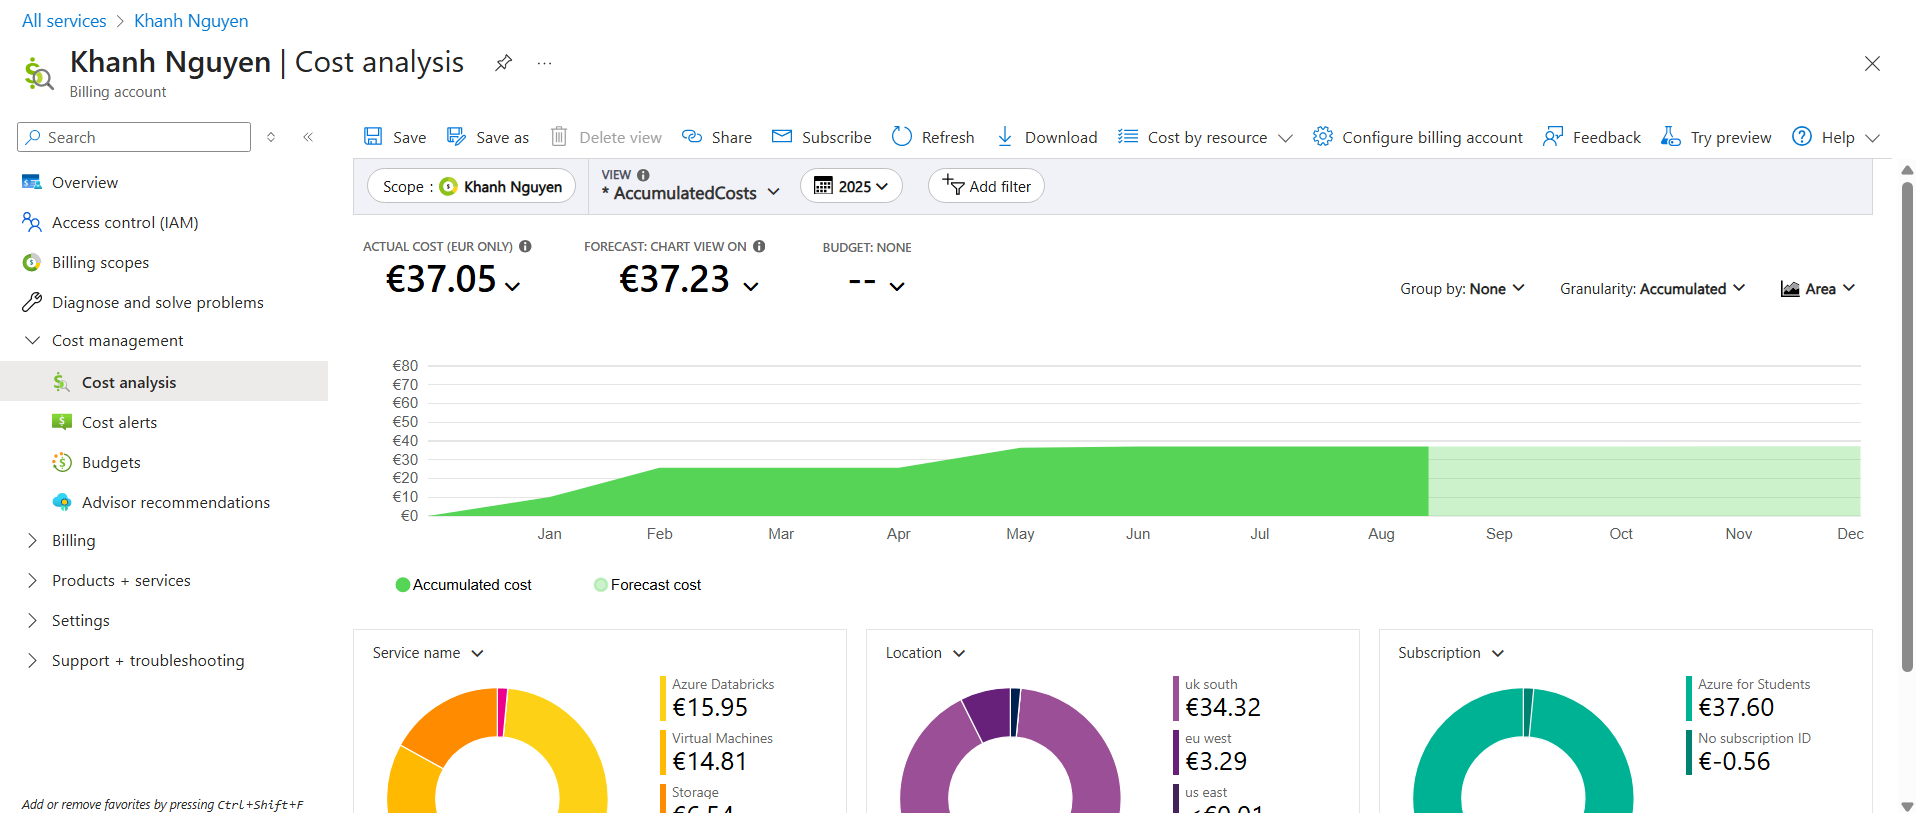 All services > Khanh Nguyen
Khanh Nguyen | Cost analysis
Billing account
Search
Overview
Access control (IAM)
Billing scopes
Diagnose and solve problems
Cost management
Cost analysis
Cost alerts
Budgets
Advisor recommendations
Billing
Products + services
Settings
Support + troubleshooting
Add or remove favorites by pressing Ctrl+Shift+F
Save Save as Delete view Share Subscribe Refresh Download Cost by resource Configure billing account Feedback Try preview Help
Scope : Khanh Nguyen
VIEW
* AccumulatedCosts
2025
Add filter
ACTUAL COST (EUR ONLY)
€37.05
FORECAST: CHART VIEW ON
€37.23
BUDGET: NONE
--
Group by: None
Granularity: Accumulated
Area
€80
€70
€60
€50
€40
€30
€20
€10
€0
Jan Feb Mar Apr May Jun Jul Aug Sep Oct Nov Dec
Accumulated cost
Forecast cost
Service name
Azure Databricks
€15.95
Virtual Machines
€14.81
Storage
€6.54
Location
uk south
€34.32
eu west
€3.29
us east
<€0.01
Subscription
Azure for Students
€37.60
No subscription ID
€-0.56